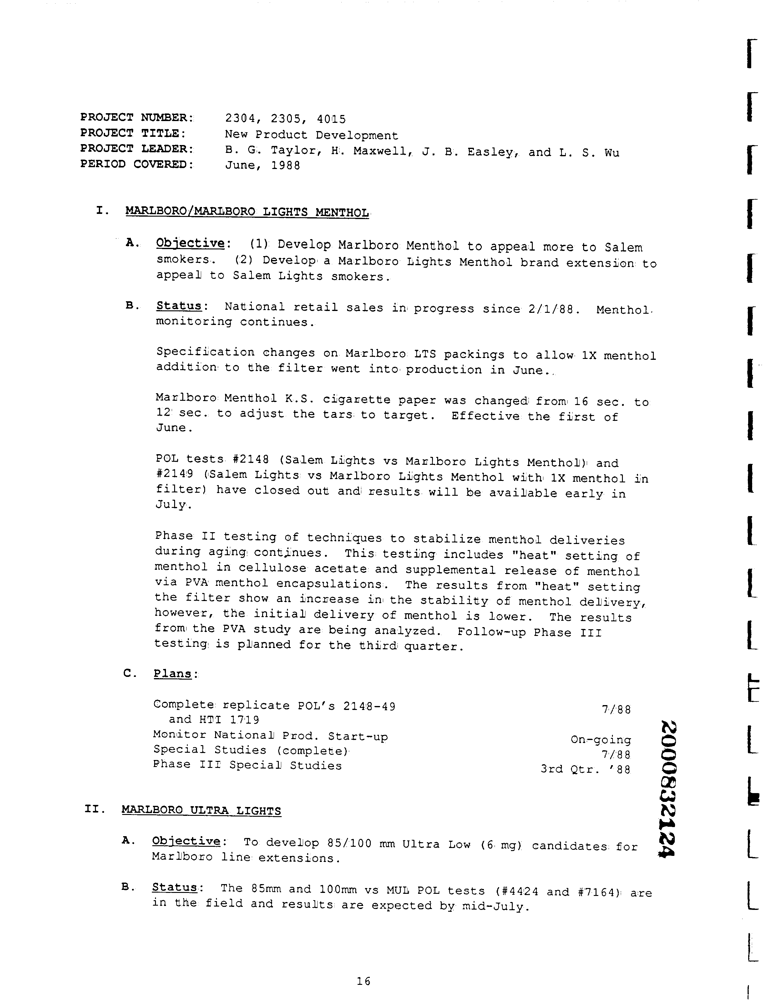 PROJECT NUMBER: 2304, 2305, 4015
PROJECT TITLE: New Product Development
PROJECT LEADER: B. G. Taylor, H. Maxwell, J. B. Easley, and L. S. Wu
PERIOD COVERED: June, 1988
I. MARLBORO/MARLBORO LIGHTS MENTHOL
A. Objective: (1) Develop Marlboro Menthol to appeal more to Salem
smokers. (2) Develop a Marlboro Lights Menthol brand extension to
appeal to Salem Lights smokers.
B. Status: National retail sales in progress since 2/1/88. Menthol
monitoring continues.
Specification changes on Marlboro LTS packings to allow 1X menthol
addition to the filter went into production in June.
Marlboro Menthol K.S. cigarette paper was changed from 16 sec. to
12 sec. to adjust the tars to target. Effective the first of
June.
POL tests #2148 (Salem Lights vs Marlboro Lights Menthol) and
#2149 (Salem Lights vs Marlboro Lights Menthol with 1X menthol in
filter) have closed out and results will be available early in
July.
Phase II testing of techniques to stabilize menthol deliveries
during aging continues. This testing includes "heat" setting of
menthol in cellulose acetate and supplemental release of menthol
via PVA menthol encapsulations. The results from "heat" setting
the filter show an increase in the stability of menthol delivery,
however, the initial delivery of menthol is lower. The results
from the PVA study are being analyzed. Follow-up Phase III
testing is planned for the third quarter.
C. Plans:
Complete replicate POL's 2148-49
and HTI 1719 7/88
Monitor National Prod. Start-up On-going
Special Studies (complete) 7/88
Phase III Special Studies 3rd Qtr. '88
II. MARLBORO ULTRA LIGHTS
A. Objective: To develop 85/100 mm Ultra Low (6 mg) candidates for
Marlboro line extensions.
B. Status: The 85mm and 100mm vs MUL POL tests (#4424 and #7164) are
in the field and results are expected by mid-July.
2000832124
16